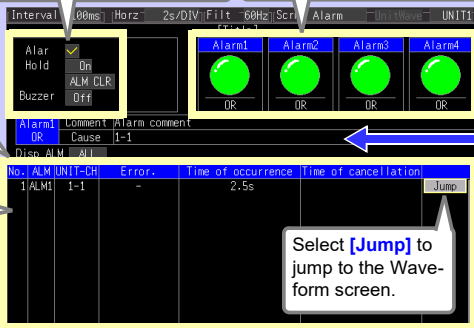 Interval 100ms Horz 2s/DIV Filt 60Hz Scrn Alarm UnitWave UNIT1
[Title]
Alar
Hold On
ALM CLR
Buzzer Off
Alarm1 Alarm2 Alarm3 Alarm4
OR OR OR OR
Alarm1 Comment Alarm comment
OR Cause 1-1
Disp ALM ALL
No. ALM UNIT-CH Error. Time of occurrence Time of cancellation
1 ALM1 1-1 - 2.5s Jump
Select [Jump] to
jump to the Wave-
form screen.